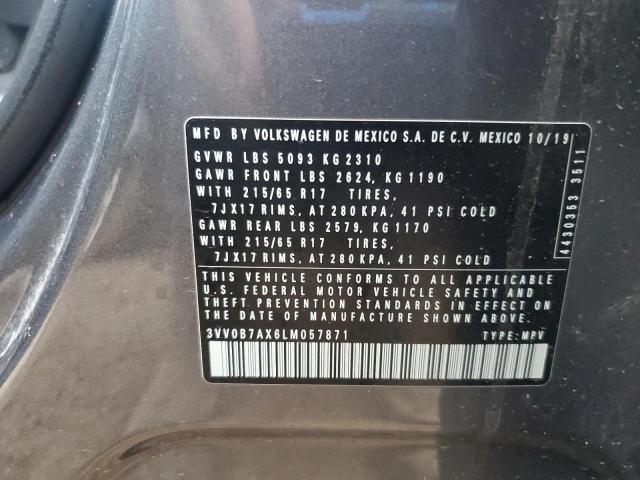 MFD BY VOLKSWAGEN DE MEXICO S.A. DE C.V. MEXICO 10/19
GVWR LBS 5093 KG 2310
GAWR FRONT LBS 2624, KG 1190
WITH 215/65 R17 TIRES,
7JX17 RIMS, AT 280 KPA, 41 PSI COLD
GAWR REAR LBS 2579, KG 1170
WITH 215/65 R17 TIRES,
7JX17 RIMS, AT 280 KPA, 41 PSI COLD
THIS VEHICLE CONFORMS TO ALL APPLICABLE
U.S. FEDERAL MOTOR VEHICLE SAFETY AND
THEFT PREVENTION STANDARDS IN EFFECT ON
THE DATE OF MANUFACTURE SHOWN ABOVE
3VV0B7AX6LM057871 TYPE: MPV
4430353 3511